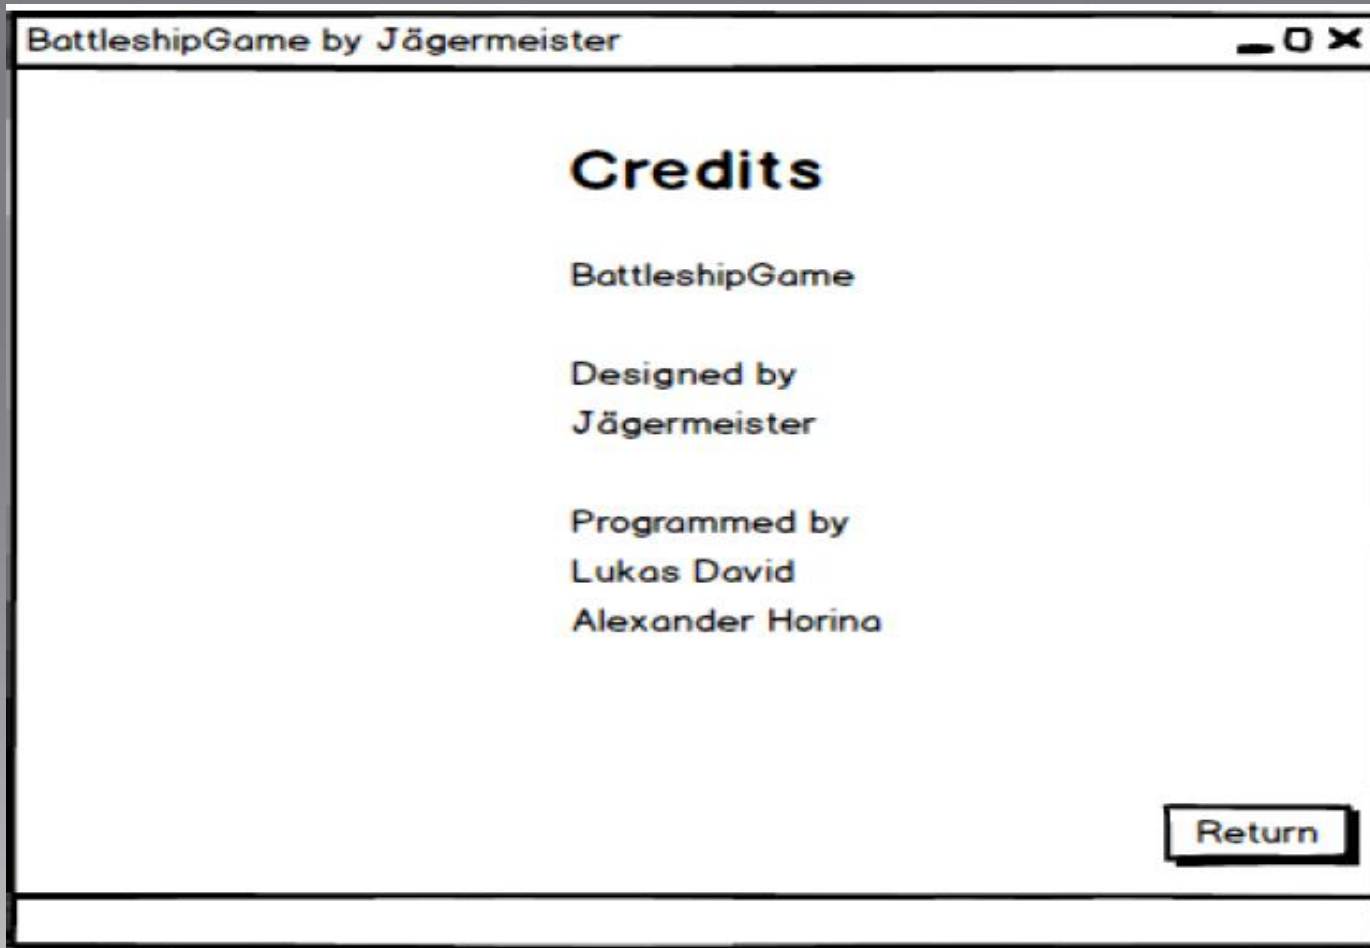 BattleshipGame by Jägermeister
Credits
BattleshipGame
Designed by
Jägermeister
Programmed by
Lukas David
Alexander Horina
Return